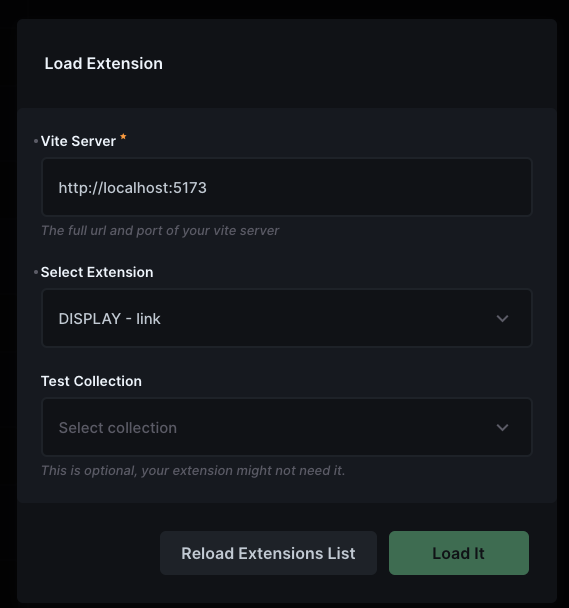 Load Extension
Vite Server *
http://localhost:5173
The full url and port of your vite server
Select Extension
DISPLAY - link
Test Collection
Select collection
This is optional, your extension might not need it.
Reload Extensions List
Load It